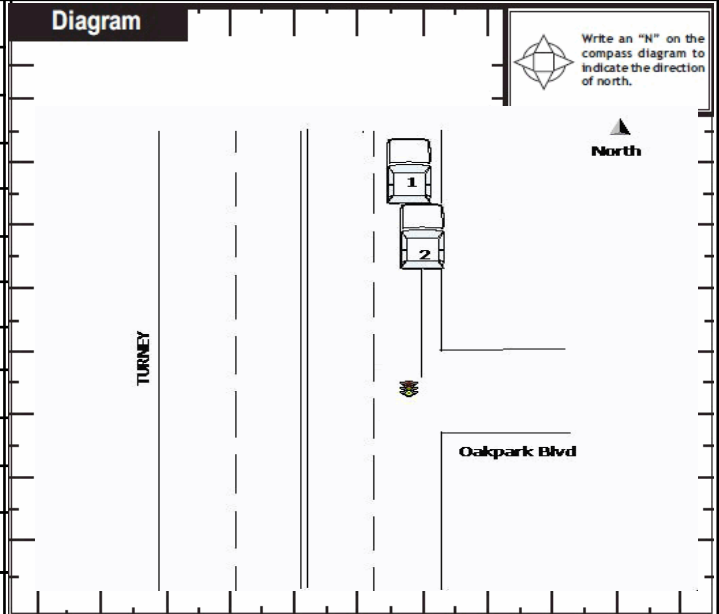 Diagram
Write an “N” on the
compass diagram to
indicate the direction
of north.
North
1
2
TURNEY
Oakpark Blvd